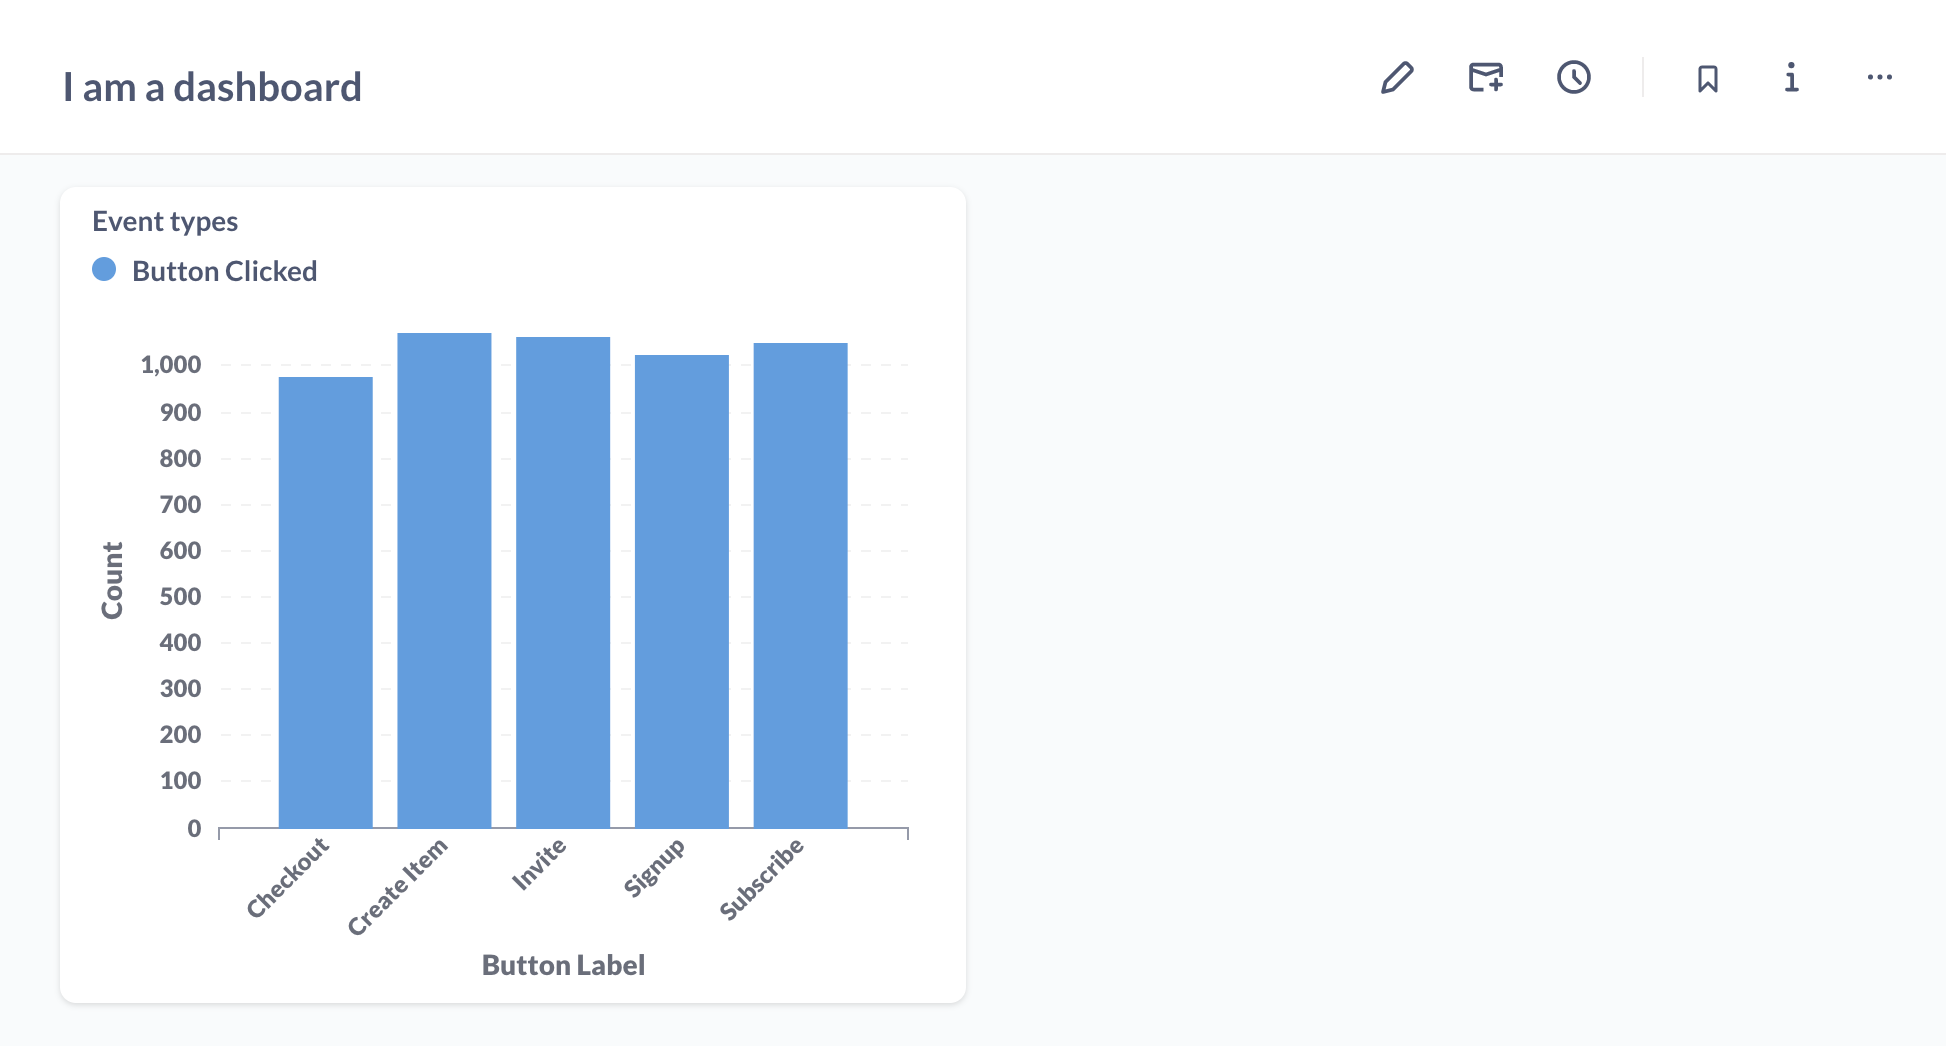 I am a dashboard
Event types
Button Clicked
1,000
900
800
700
600
500
400
300
200
100
0
Count
Checkout
Create Item
Invite
Signup
Subscribe
Button Label